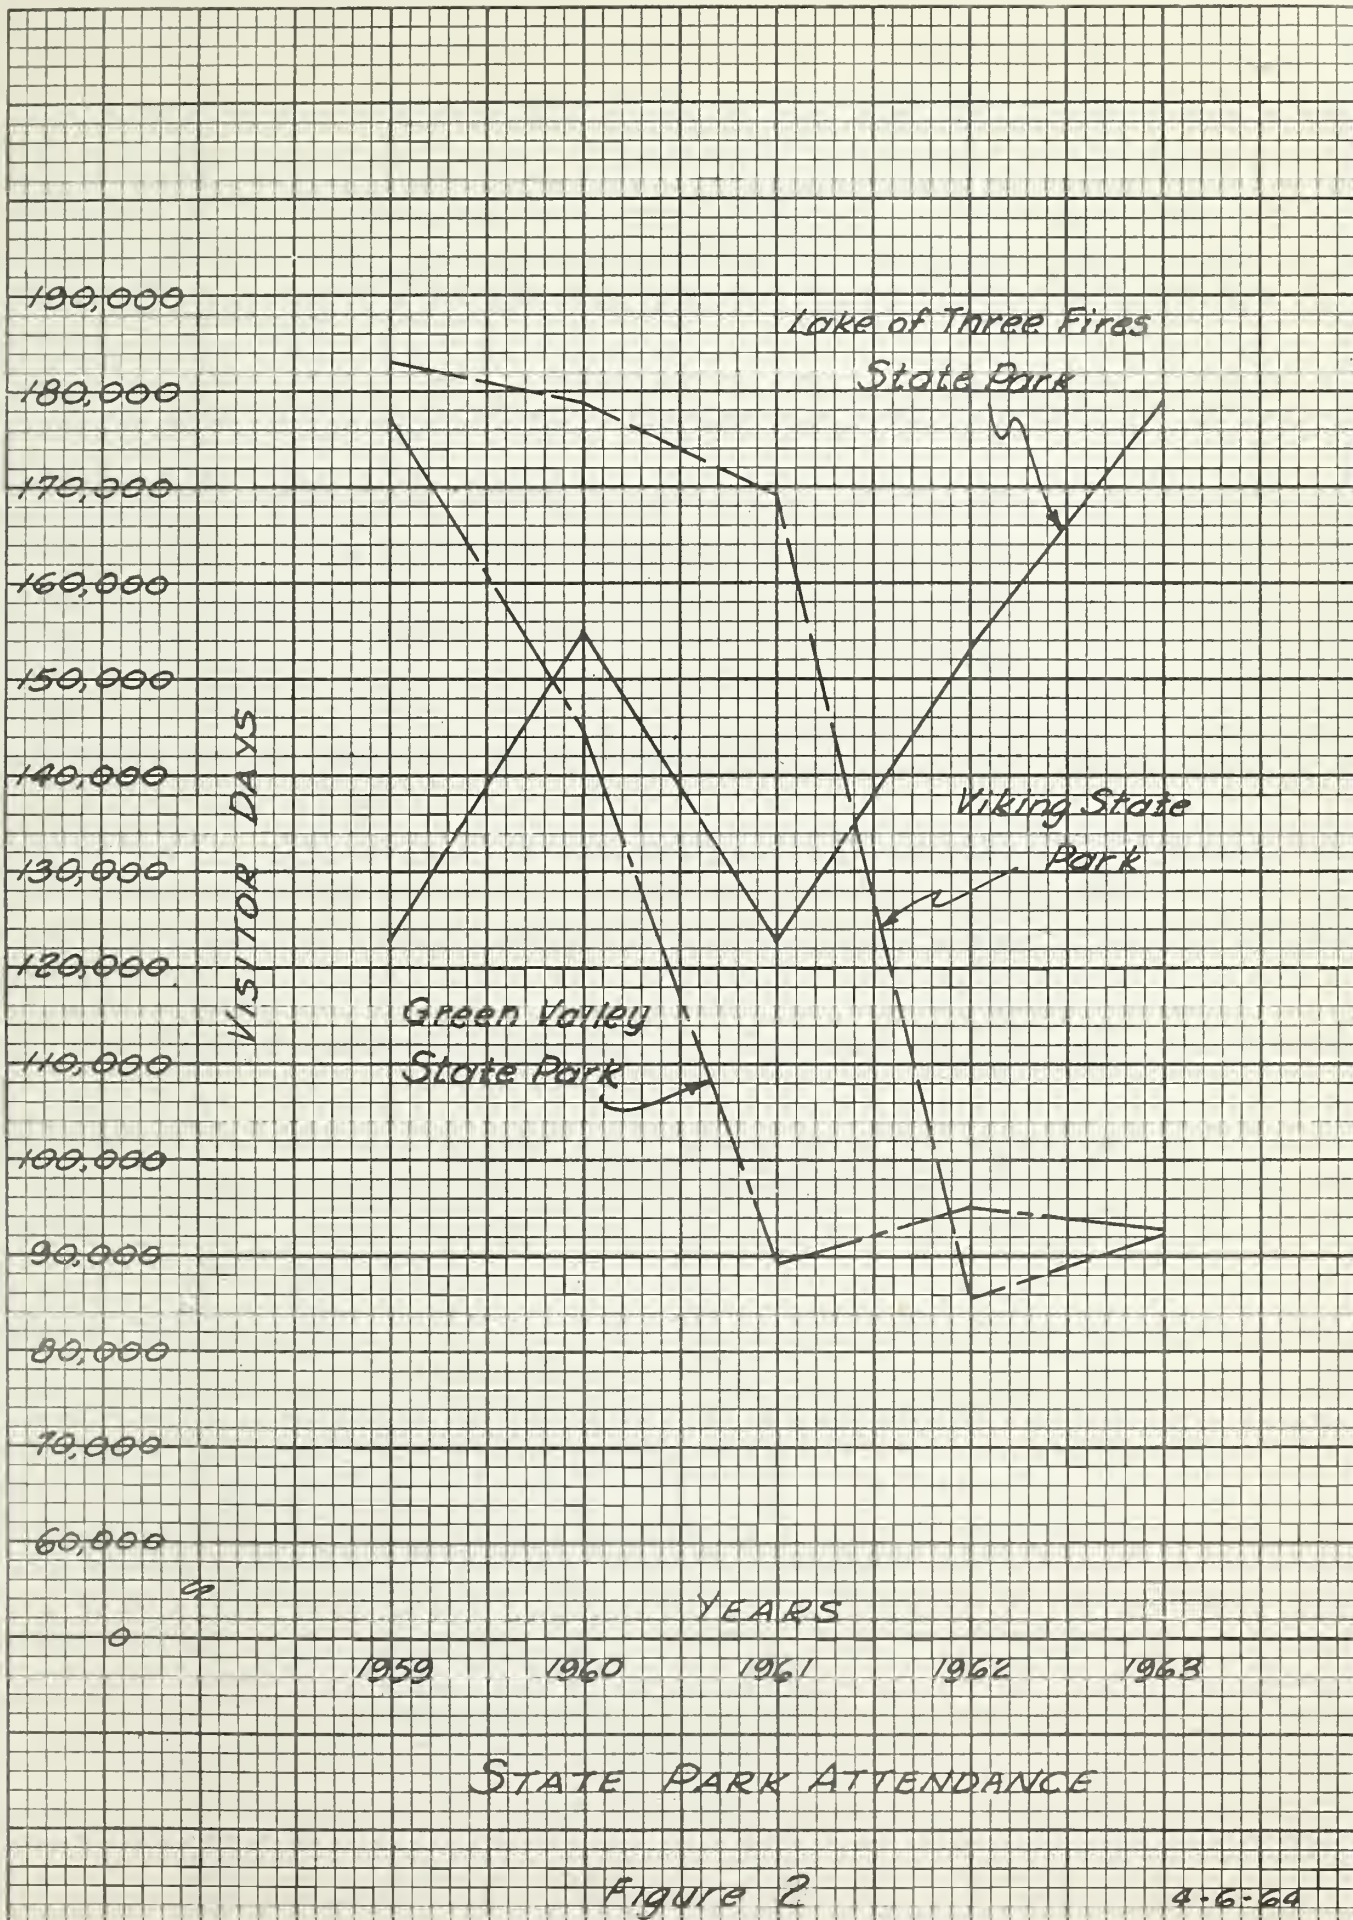 190,000
Lake of Three Fires
State Park
180,000
170,000
160,000
150,000
VISITOR DAYS
140,000
Viking State
Park
130,000
120,000
Green Valley
State Park
110,000
100,000
90,000
80,000
70,000
60,000
YEARS
0
1959 1960 1961 1962 1963
STATE PARK ATTENDANCE
Figure 2
4-6-64